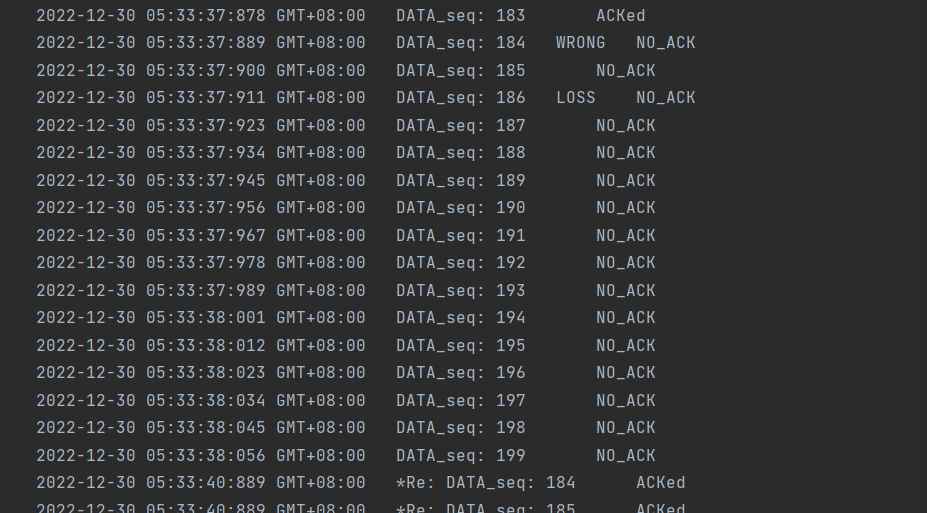 2022-12-30 05:33:37:878 GMT+08:00 DATA_seq: 183 ACKed
2022-12-30 05:33:37:889 GMT+08:00 DATA_seq: 184 WRONG NO_ACK
2022-12-30 05:33:37:900 GMT+08:00 DATA_seq: 185 NO_ACK
2022-12-30 05:33:37:911 GMT+08:00 DATA_seq: 186 LOSS NO_ACK
2022-12-30 05:33:37:923 GMT+08:00 DATA_seq: 187 NO_ACK
2022-12-30 05:33:37:934 GMT+08:00 DATA_seq: 188 NO_ACK
2022-12-30 05:33:37:945 GMT+08:00 DATA_seq: 189 NO_ACK
2022-12-30 05:33:37:956 GMT+08:00 DATA_seq: 190 NO_ACK
2022-12-30 05:33:37:967 GMT+08:00 DATA_seq: 191 NO_ACK
2022-12-30 05:33:37:978 GMT+08:00 DATA_seq: 192 NO_ACK
2022-12-30 05:33:37:989 GMT+08:00 DATA_seq: 193 NO_ACK
2022-12-30 05:33:38:001 GMT+08:00 DATA_seq: 194 NO_ACK
2022-12-30 05:33:38:012 GMT+08:00 DATA_seq: 195 NO_ACK
2022-12-30 05:33:38:023 GMT+08:00 DATA_seq: 196 NO_ACK
2022-12-30 05:33:38:034 GMT+08:00 DATA_seq: 197 NO_ACK
2022-12-30 05:33:38:045 GMT+08:00 DATA_seq: 198 NO_ACK
2022-12-30 05:33:38:056 GMT+08:00 DATA_seq: 199 NO_ACK
2022-12-30 05:33:40:889 GMT+08:00 *Re: DATA_seq: 184 ACKed
2022-12-30 05:33:40:889 GMT+08:00 *Re: DATA_seq: 185 ACKed